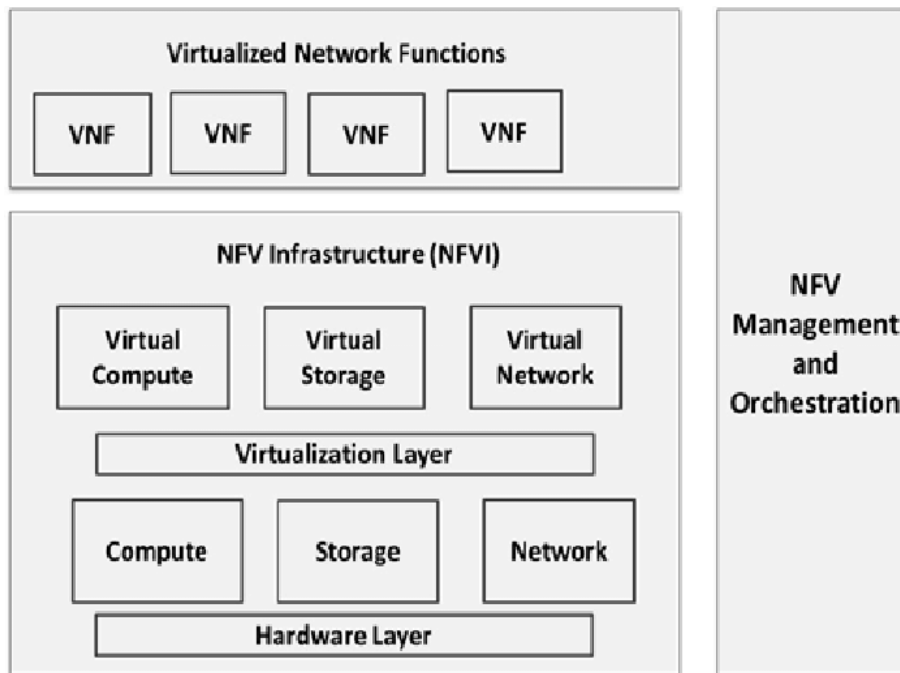 Virtualized Network Functions
VNF
VNF
VNF
VNF
NFV Infrastructure (NFVI)
Virtual
Compute
Virtual
Storage
Virtual
Network
Virtualization Layer
Compute
Storage
Network
Hardware Layer
NFV
Management
and
Orchestration